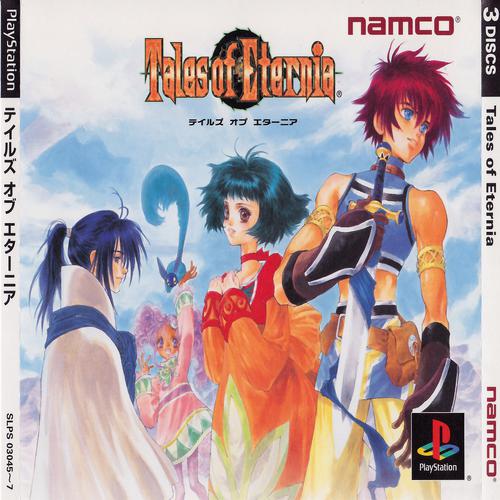 PlayStation
テイルズ オブ エターニア
SLPS 03045～7
namco®
Tales of Eternia®
テイルズ オブ エターニア
PlayStation
3 DISCS
Tales of Eternia
namco®